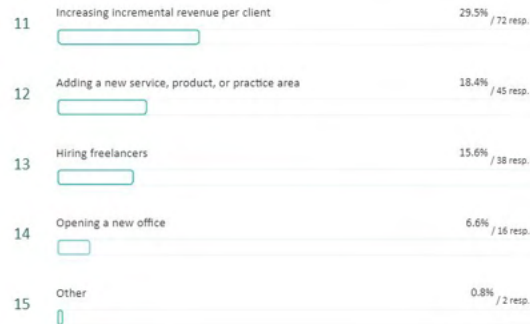 11 Increasing incremental revenue per client 29.5% / 72 resp.
12 Adding a new service, product, or practice area 18.4% / 45 resp.
13 Hiring freelancers 15.6% / 38 resp.
14 Opening a new office 6.6% / 16 resp.
15 Other 0.8% / 2 resp.